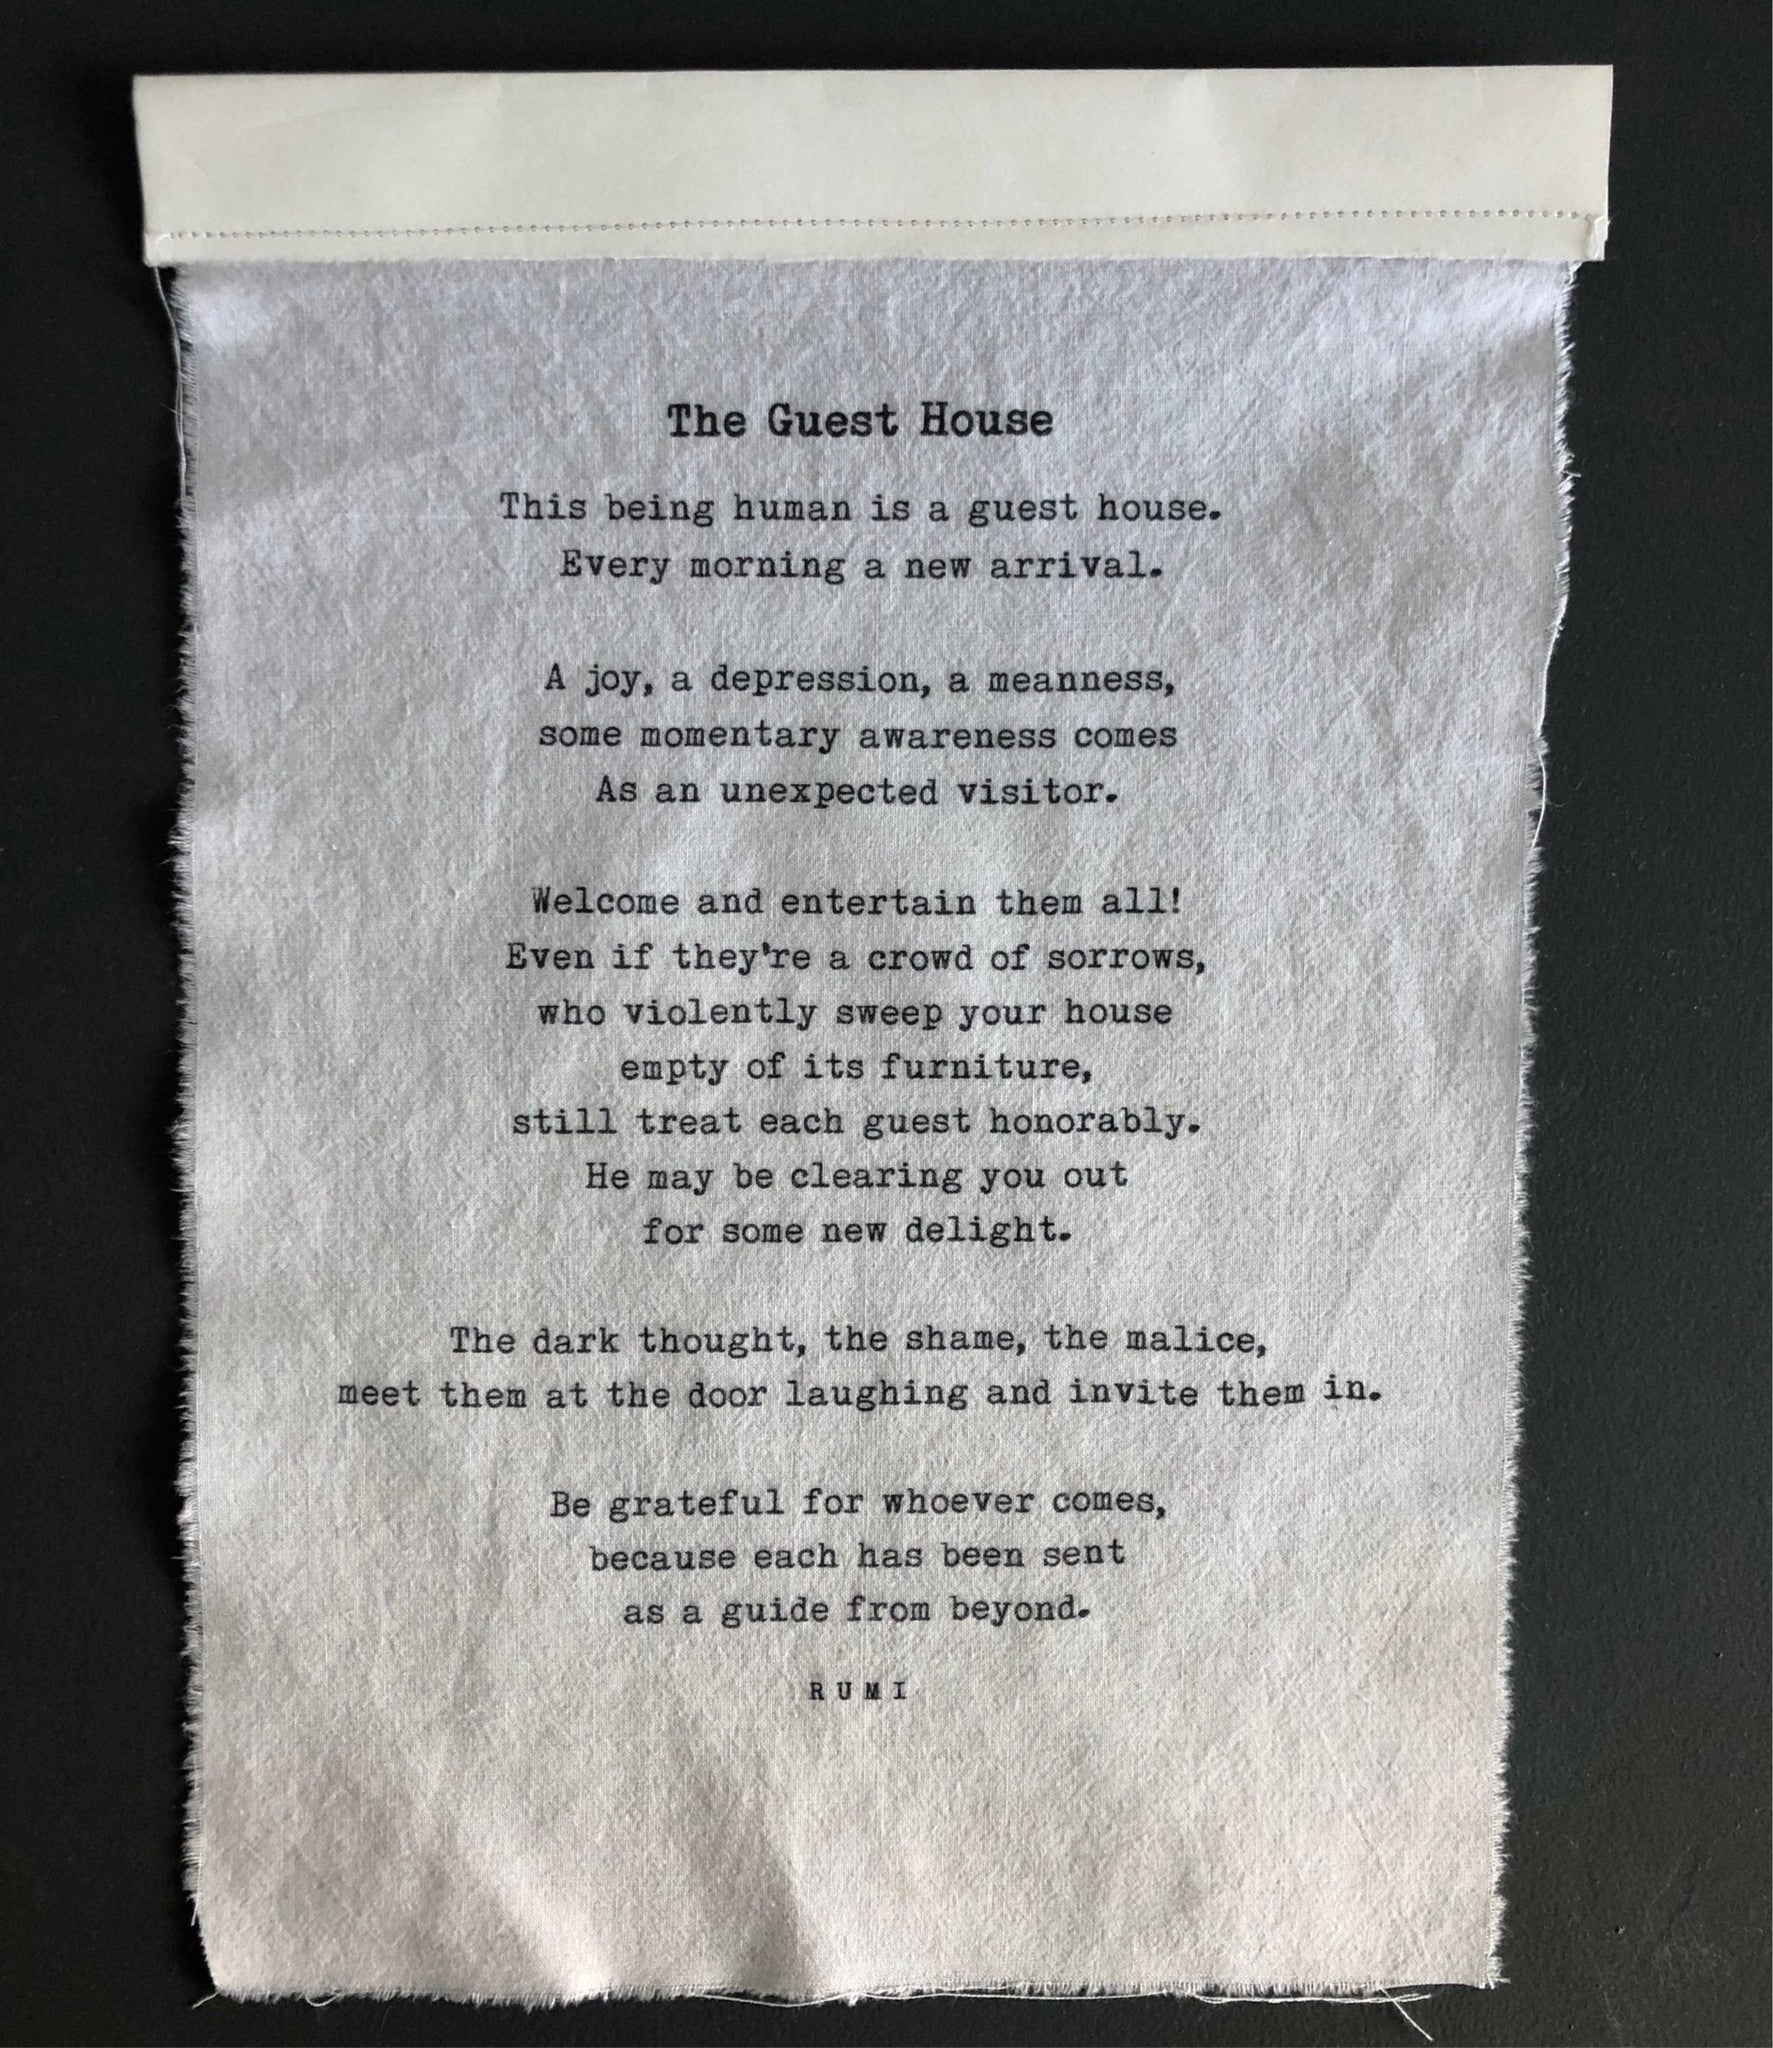 The Guest House
This being human is a guest house.
Every morning a new arrival.
A joy, a depression, a meanness,
some momentary awareness comes
As an unexpected visitor.
Welcome and entertain them all!
Even if they're a crowd of sorrows,
who violently sweep your house
empty of its furniture,
still treat each guest honorably.
He may be clearing you out
for some new delight.
The dark thought, the shame, the malice,
meet them at the door laughing and invite them in.
Be grateful for whoever comes,
because each has been sent
as a guide from beyond.
RUMI